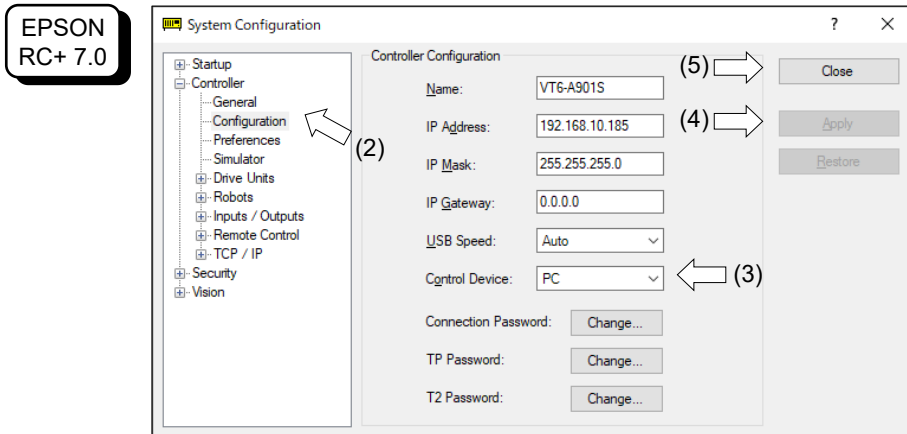 EPSON
RC+ 7.0
System Configuration
?
Startup
Controller
General
Configuration
Preferences
Simulator
Drive Units
Robots
Inputs / Outputs
Remote Control
TCP / IP
Security
Vision
(2)
Controller Configuration
Name: VT6-A901S
IP Address: 192.168.10.185
IP Mask: 255.255.255.0
IP Gateway: 0.0.0.0
USB Speed: Auto
Control Device: PC
(3)
Connection Password: Change...
TP Password: Change...
T2 Password: Change...
(5)
Close
(4)
Apply
Restore